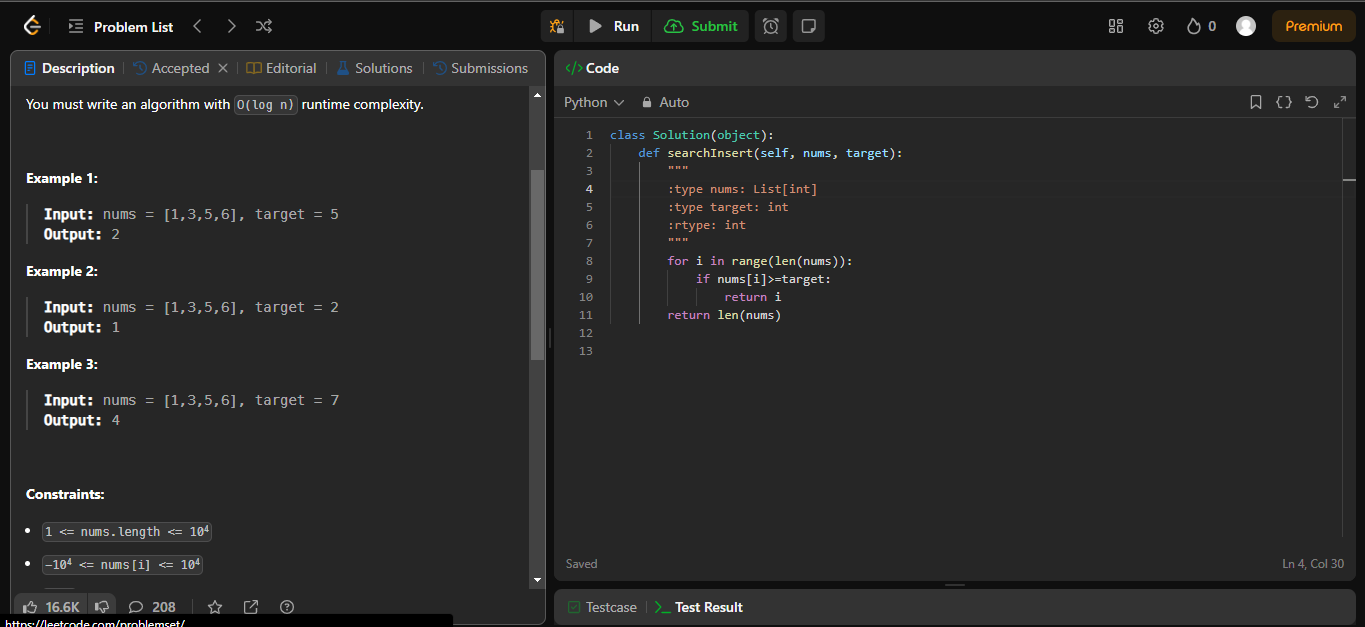 Problem List
Run
Submit
0
Premium
Description
Accepted
Editorial
Solutions
Submissions
You must write an algorithm with O(log n) runtime complexity.
Example 1:
Input: nums = [1,3,5,6], target = 5
Output: 2
Example 2:
Input: nums = [1,3,5,6], target = 2
Output: 1
Example 3:
Input: nums = [1,3,5,6], target = 7
Output: 4
Constraints:
• 1 <= nums.length <= 10⁴
• -10⁴ <= nums[i] <= 10⁴
16.6K
208
https://leetcode.com/problemset/
</> Code
Python
Auto
1 class Solution(object):
2     def searchInsert(self, nums, target):
3         """
4         :type nums: List[int]
5         :type target: int
6         :rtype: int
7         """
8         for i in range(len(nums)):
9             if nums[i]>=target:
10                 return i
11         return len(nums)
12
13
Saved
Ln 4, Col 30
Testcase
>_ Test Result